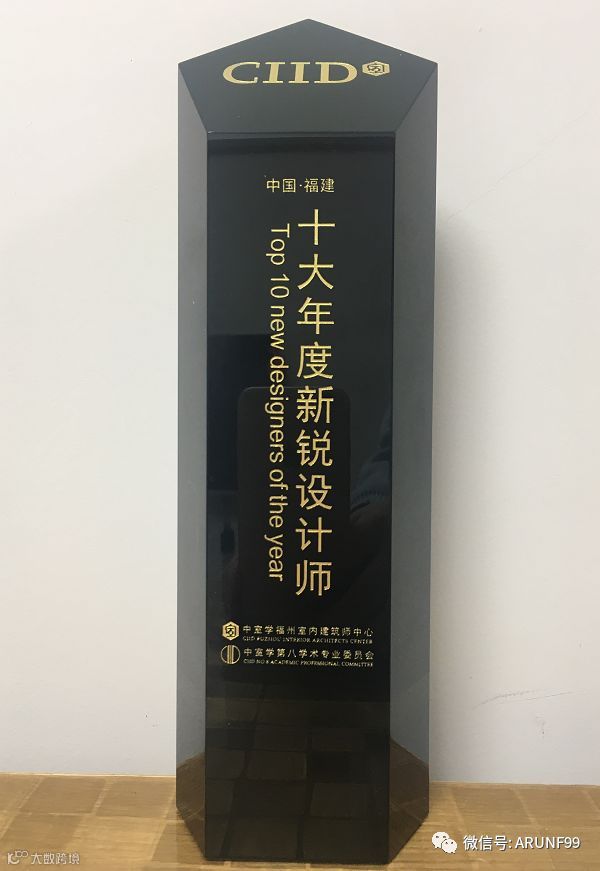 CIID
中国·福建
十大年度新锐设计师
Top 10 new designers of the year
中室学福州室内建筑师中心
CIID FUZHOU INTERIOR ARCHITECTS CENTER
中室学第八学术专业委员会
CIID NO 8 ACADEMIC PROFESSIONAL COMMITTEE
微信号: ARUNF99
大数跨境